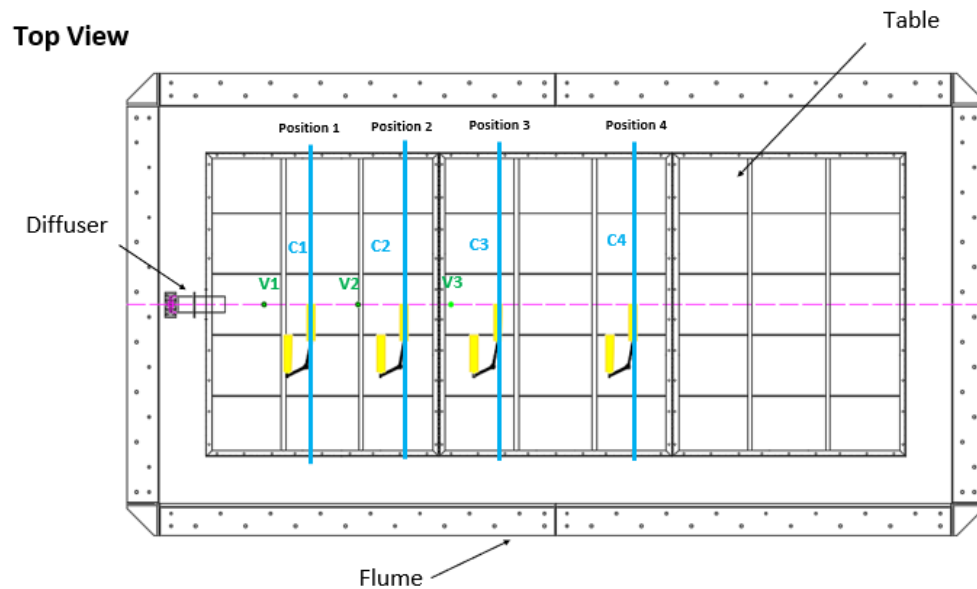 Top View
Table
Position 1
Position 2
Position 3
Position 4
Diffuser
C1
C2
C3
C4
V1
V2
V3
Flume